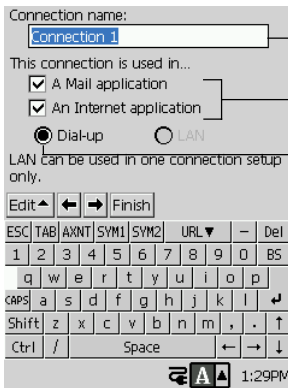 Connection name:
Connection 1
This connection is used in...
A Mail application
An Internet application
Dial-up LAN
LAN can be used in one connection setup
only.
Edit Finish
ESC TAB AXNT SYM1 SYM2 URL▼ - Del
1 2 3 4 5 6 7 8 9 0 BS
q w e r t y u i o p
CAPS a s d f g h j k l ↵
Shift z x c v b n m , . ↑
Ctrl / Space ← → ↓
A 1:29PM